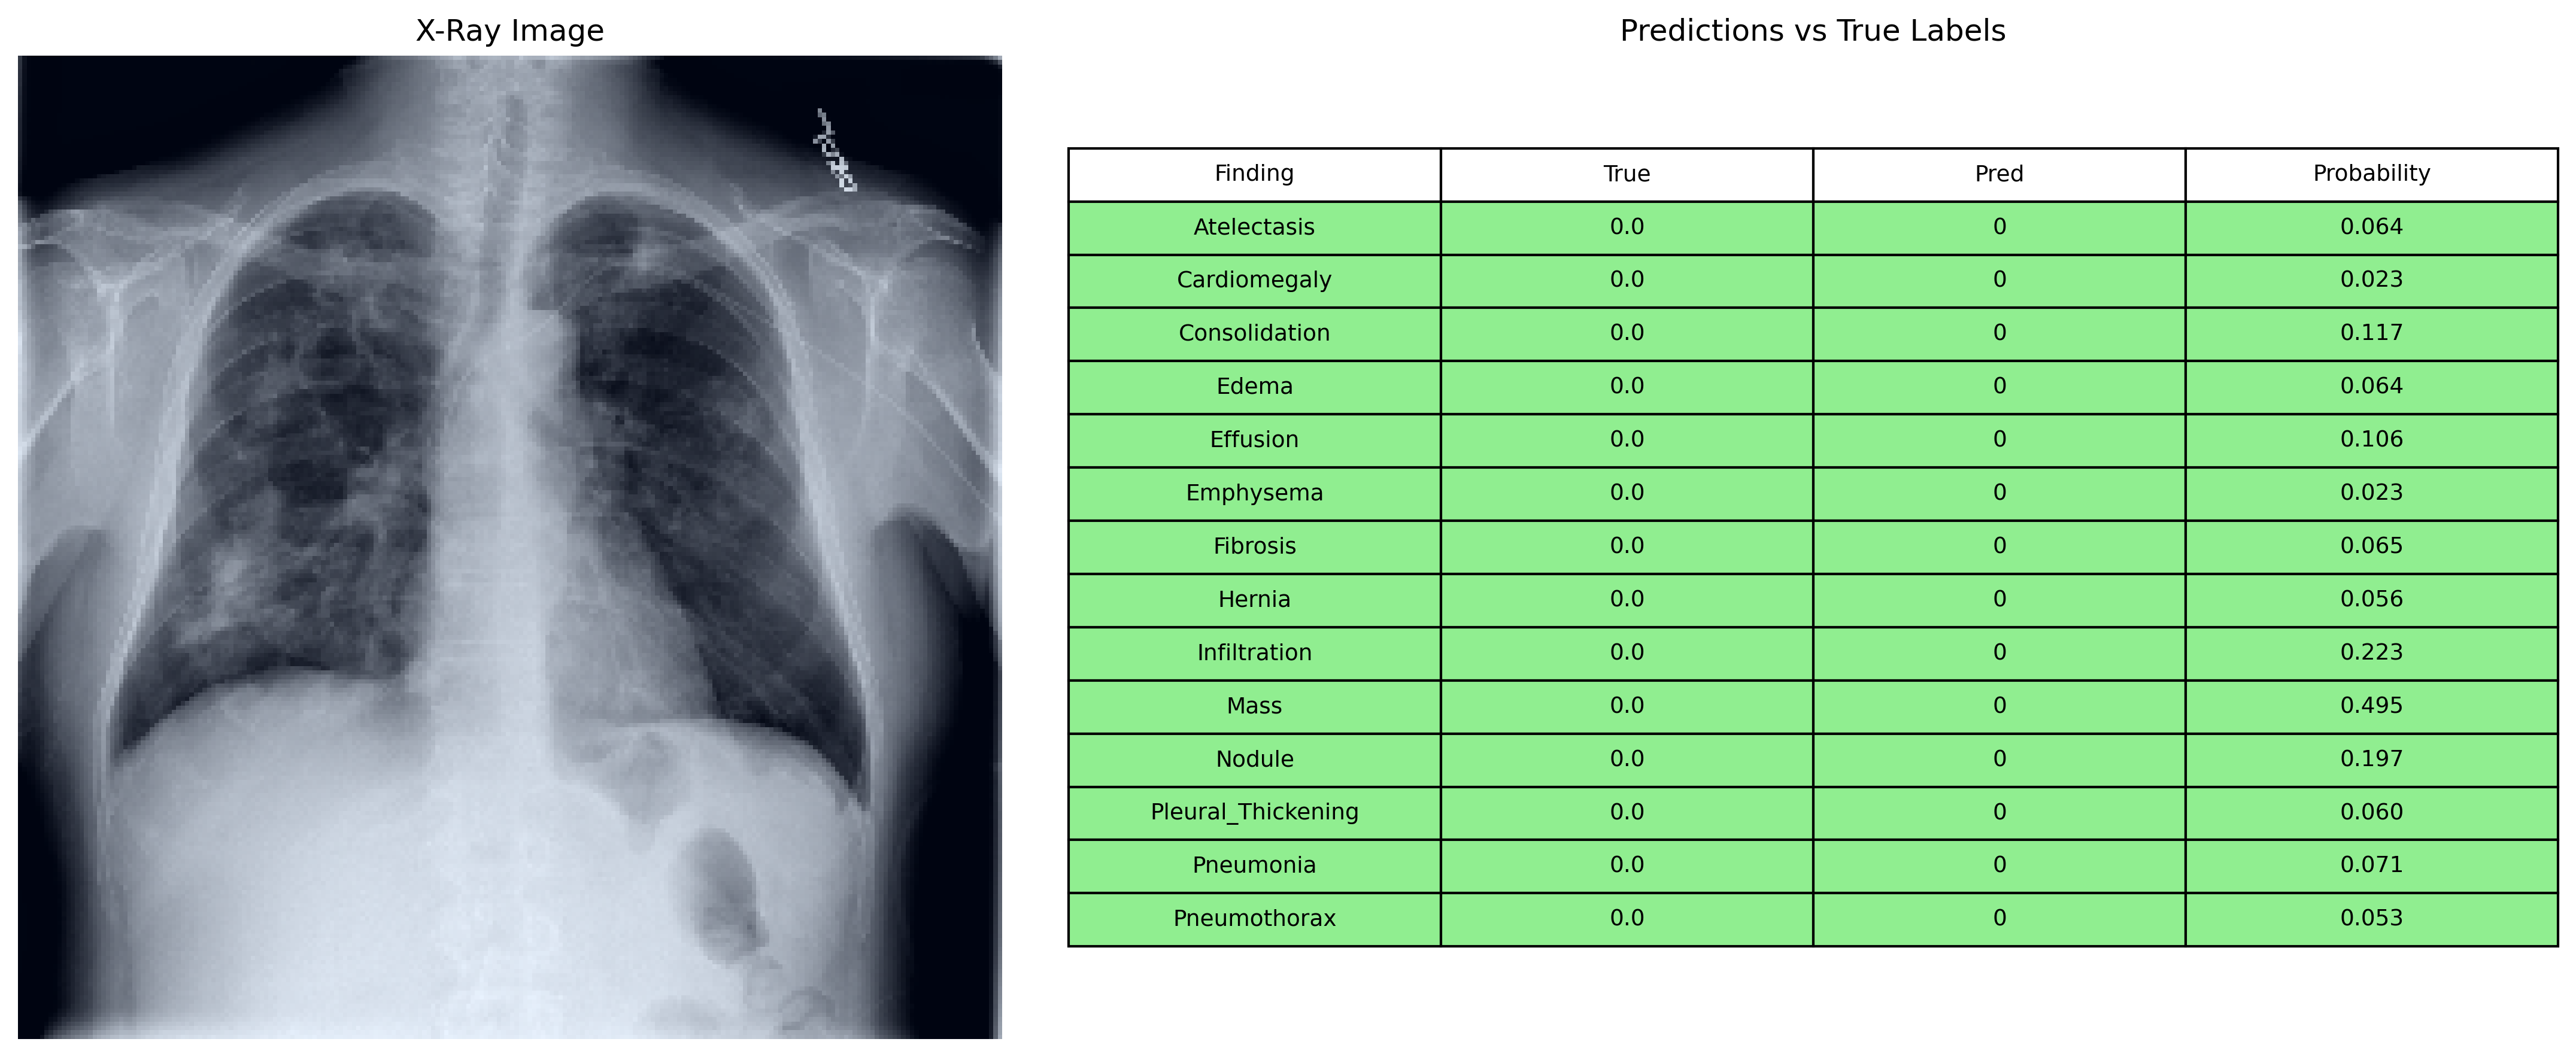 X-Ray Image
Predictions vs True Labels
Finding True Pred Probability
Atelectasis 0.0 0 0.064
Cardiomegaly 0.0 0 0.023
Consolidation 0.0 0 0.117
Edema 0.0 0 0.064
Effusion 0.0 0 0.106
Emphysema 0.0 0 0.023
Fibrosis 0.0 0 0.065
Hernia 0.0 0 0.056
Infiltration 0.0 0 0.223
Mass 0.0 0 0.495
Nodule 0.0 0 0.197
Pleural_Thickening 0.0 0 0.060
Pneumonia 0.0 0 0.071
Pneumothorax 0.0 0 0.053